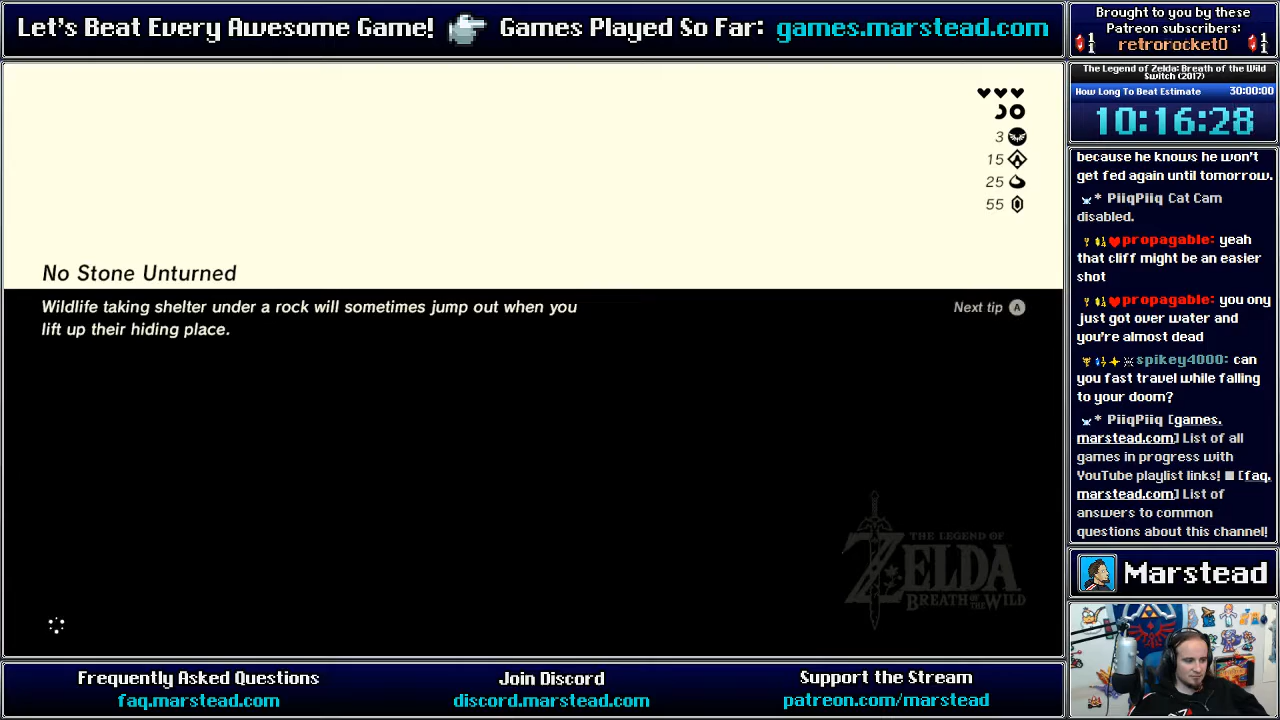 Let's Beat Every Awesome Game!
Games Played So Far: games.marstead.com
Brought to you by these
Patreon subscribers:
retrorocket0
1
1
The Legend of Zelda: Breath of the Wild
Switch (2017)
How Long To Beat Estimate 30:00:00
10:16:28
3
15
25
55
No Stone Unturned
Wildlife taking shelter under a rock will sometimes jump out when you
lift up their hiding place.
Next tip A
THE LEGEND OF
ZELDA
BREATH OF THE WILD
because he knows he won't
get fed again until tomorrow.
* PiiqPiiq Cat Cam
disabled.
propagable: yeah
that cliff might be an easier
shot
propagable: you ony
just got over water and
you're almost dead
spikey4000: can
you fast travel while falling
to your doom?
* PiiqPiiq [games.
marstead.com] List of all
games in progress with
YouTube playlist links! ■ [faq.
marstead.com] List of
answers to common
questions about this channel!
Marstead
Frequently Asked Questions
faq.marstead.com
Join Discord
discord.marstead.com
Support the Stream
patreon.com/marstead